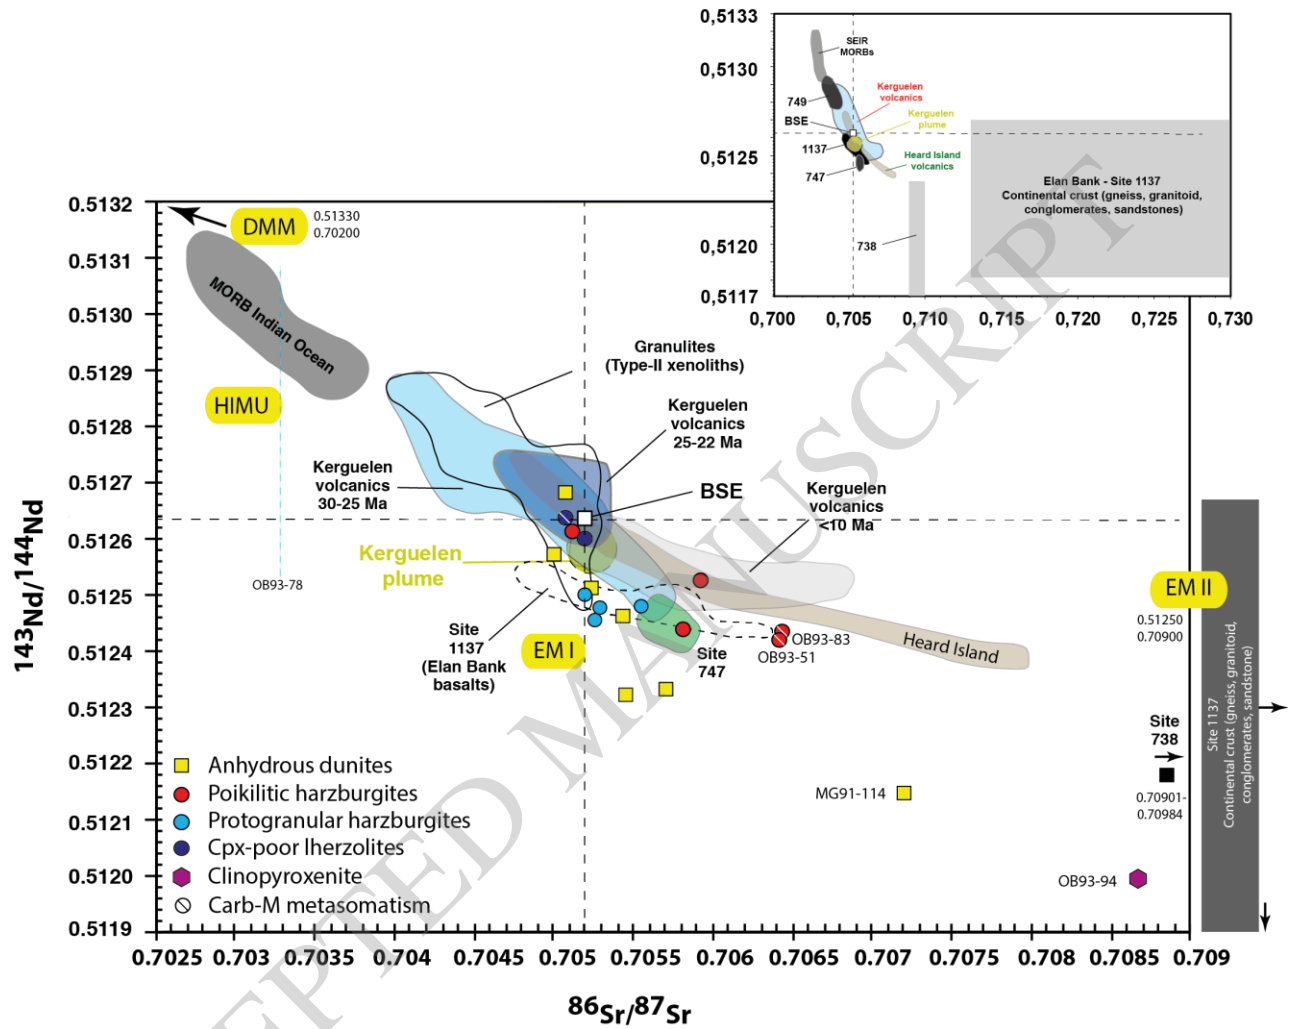 0,5133
0,5130
0,5125
0,5120
0,5117
0,700
0,705
0,710
0,715
0,720
0,725
0,730
SEIR
MORBs
749
BSE
1137
747
738
Kerguelen
volcanics
Kerguelen
plume
Heard Island
volcanics
Elan Bank - Site 1137
Continental crust (gneiss, granitoid,
conglomerates, sandstones)
143Nd/144Nd
0.5132
0.5131
0.5130
0.5129
0.5128
0.5127
0.5126
0.5125
0.5124
0.5123
0.5122
0.5121
0.5120
0.5119
DMM
0.51330
0.70200
MORB Indian Ocean
HIMU
OB93-78
Granulites
(Type-II xenoliths)
Kerguelen
volcanics
25-22 Ma
Kerguelen
volcanics
30-25 Ma
BSE
Kerguelen
volcanics
<10 Ma
Kerguelen
plume
EM II
0.51250
0.70900
Site
1137
(Elan Bank
basalts)
EM I
Site
747
OB93-83
OB93-51
Heard Island
Site
738
0.70901-
0.70984
Site 1137
Continental crust (gneiss, granitoid,
conglomerates, sandstone)
MG91-114
OB93-94
Anhydrous dunites
Poikilitic harzburgites
Protogranular harzburgites
Cpx-poor lherzolites
Clinopyroxenite
Carb-M metasomatism
0.7025
0.703
0.7035
0.704
0.7045
0.705
0.7055
0.706
0.7065
0.707
0.7075
0.708
0.7085
0.709
86Sr/87Sr
EPTED MANUSCRIPT